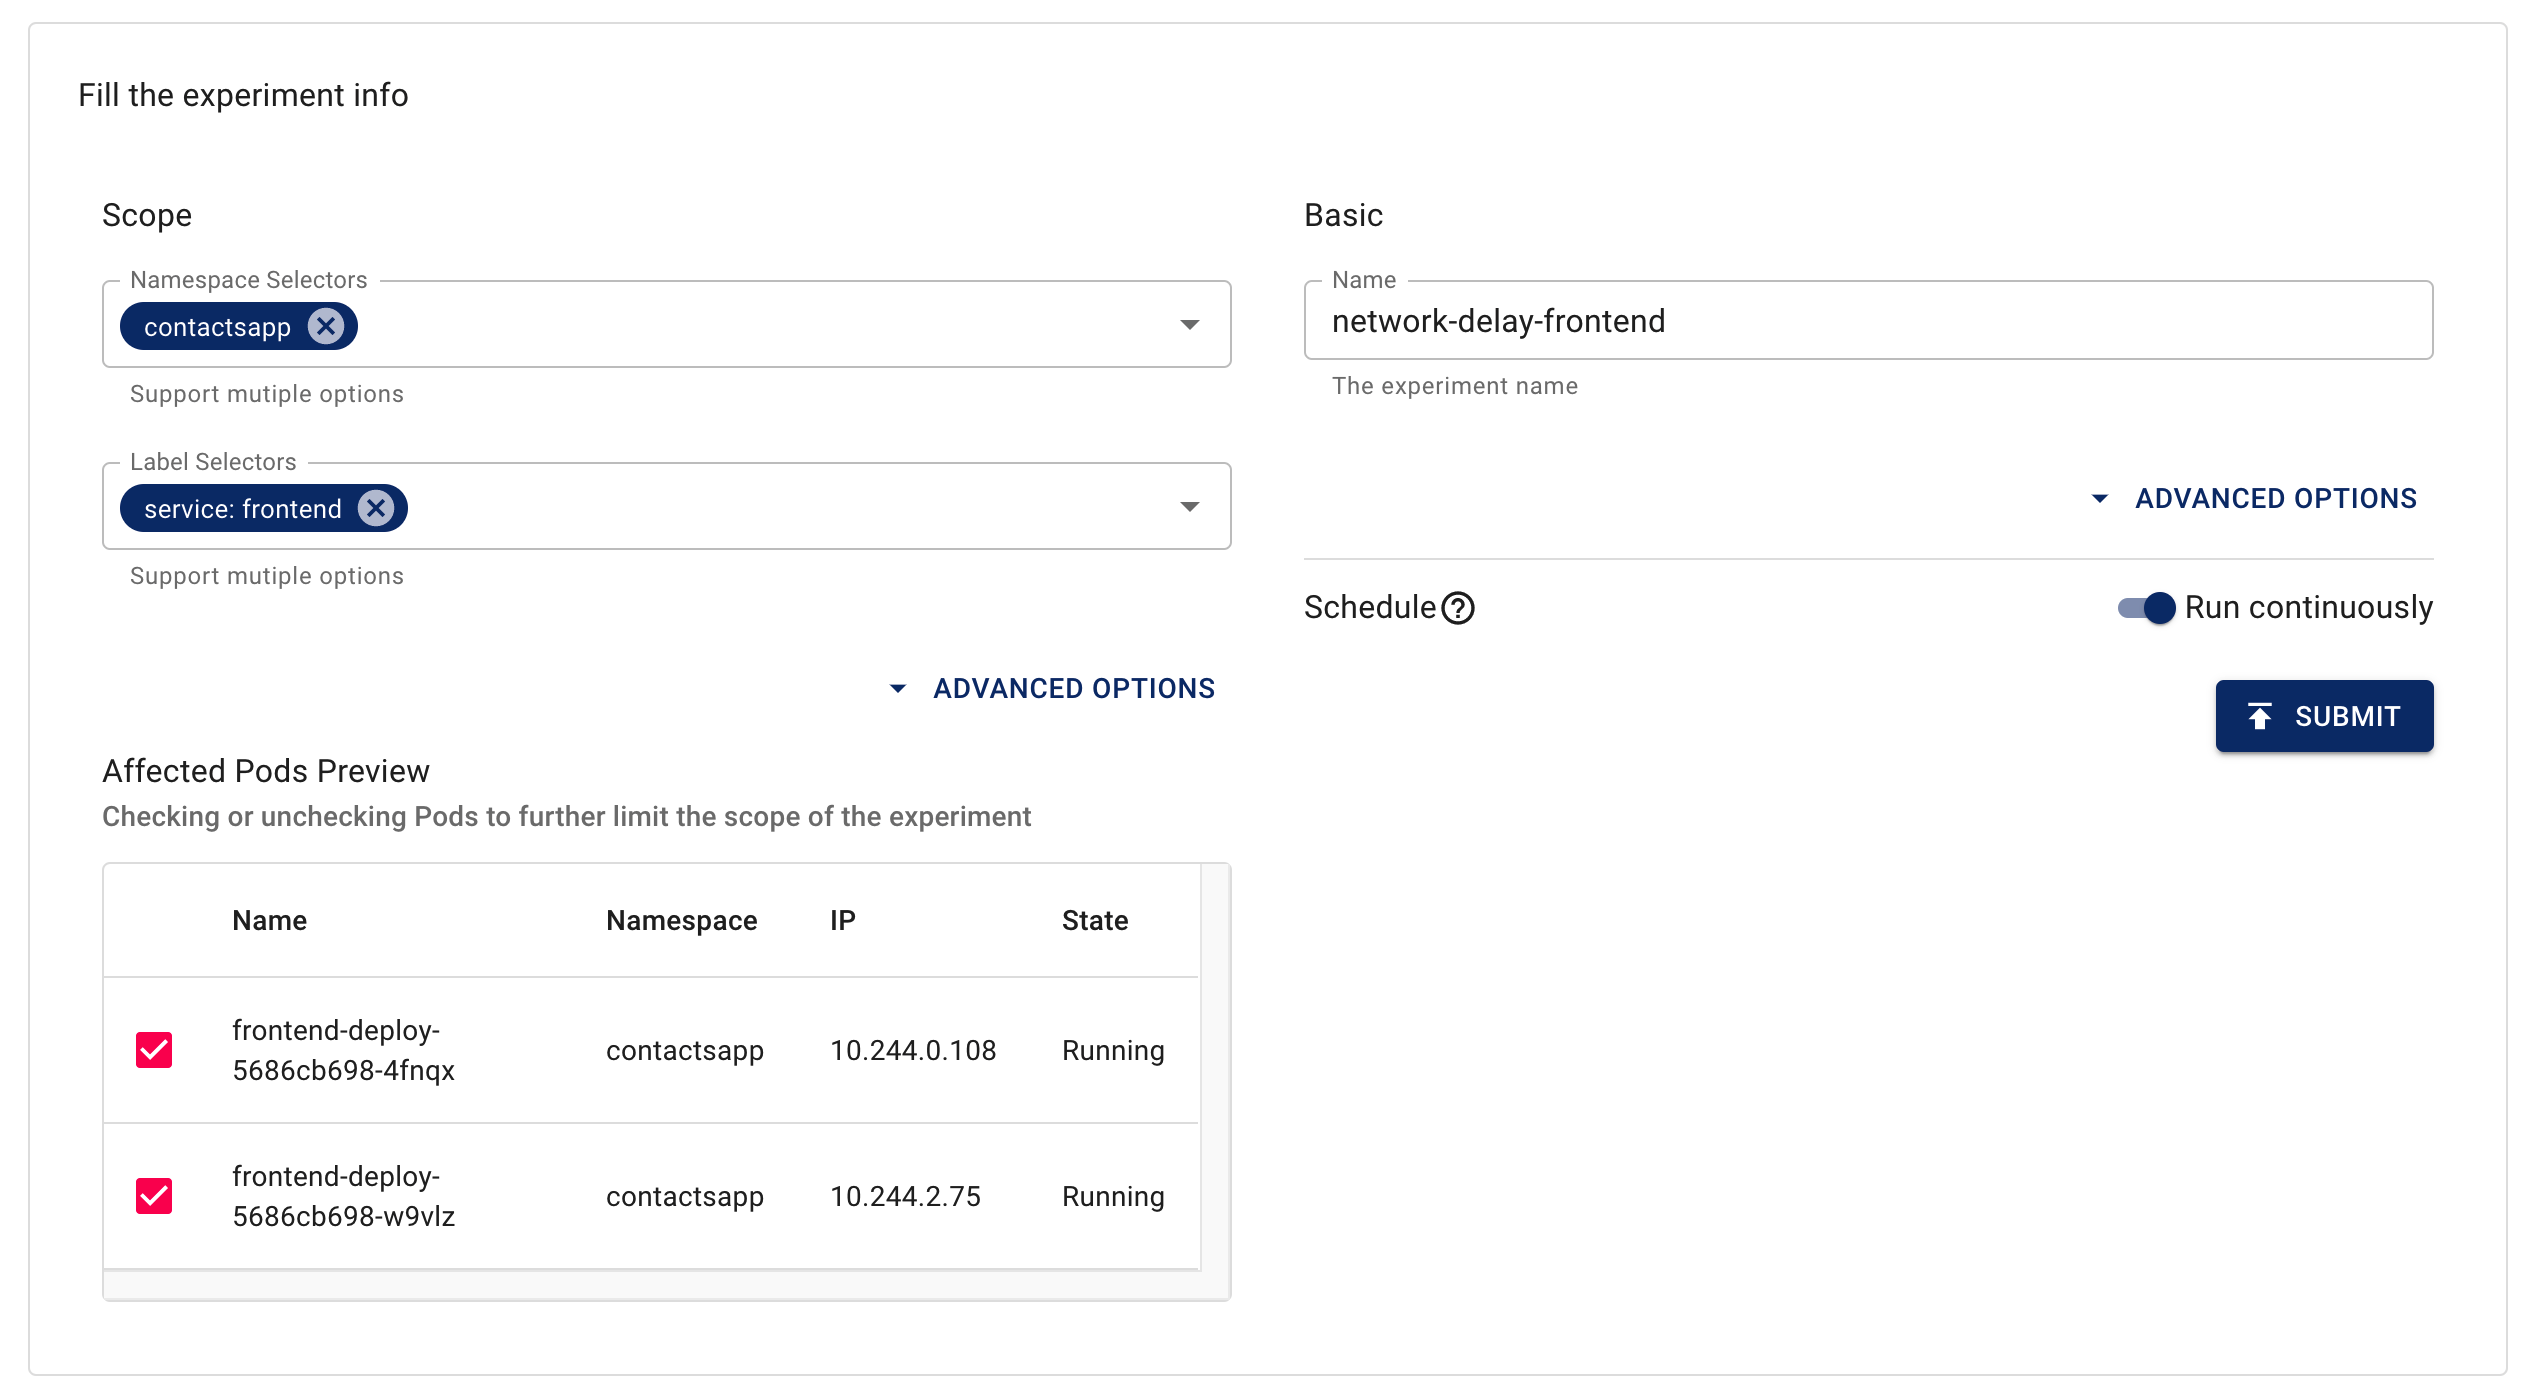 Fill the experiment info
Scope
Namespace Selectors
contactsapp
Support mutiple options
Label Selectors
service: frontend
Support mutiple options
ADVANCED OPTIONS
Affected Pods Preview
Checking or unchecking Pods to further limit the scope of the experiment
Name Namespace IP State
frontend-deploy-
5686cb698-4fnqx contactsapp 10.244.0.108 Running
frontend-deploy-
5686cb698-w9vlz contactsapp 10.244.2.75 Running
Basic
Name
network-delay-frontend
The experiment name
ADVANCED OPTIONS
Schedule Run continuously
SUBMIT